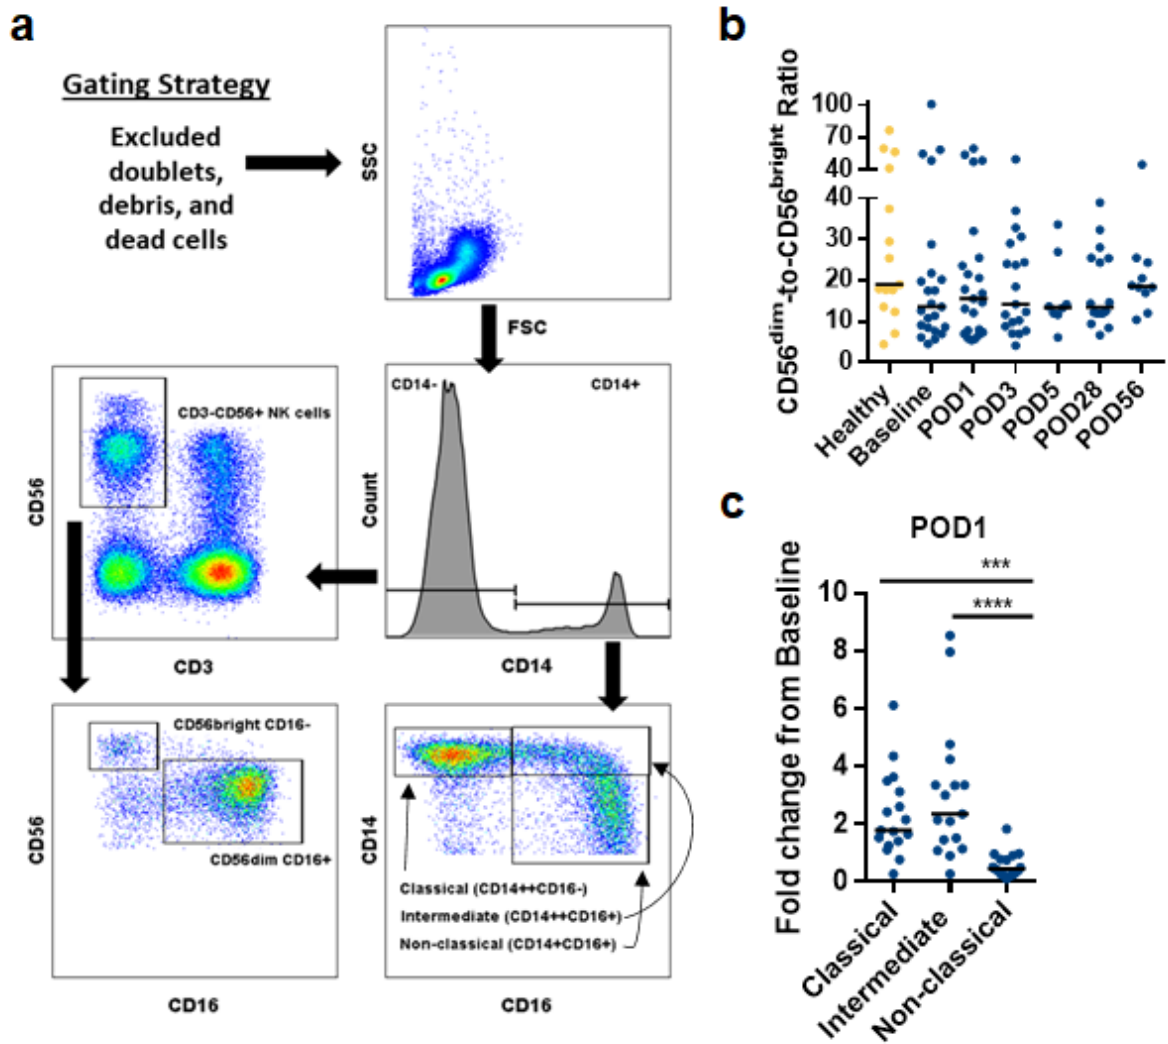 a
Gating Strategy
Excluded
doublets,
debris, and
dead cells
SSC
FSC
CD14-
CD14+
Count
CD14
CD3-CD56+ NK cells
CD56
CD3
CD56bright CD16-
CD56dim CD16+
CD56
CD16
CD14
Classical (CD14++CD16-)
Intermediate (CD14++CD16+)
Non-classical (CD14+CD16+)
CD16
b
CD56dim-to-CD56bright Ratio
100
70
40
40
30
20
10
0
Healthy
Baseline
POD1
POD3
POD5
POD28
POD56
c
POD1
***
****
Fold change from Baseline
10
8
6
4
2
0
Classical
Intermediate
Non-classical